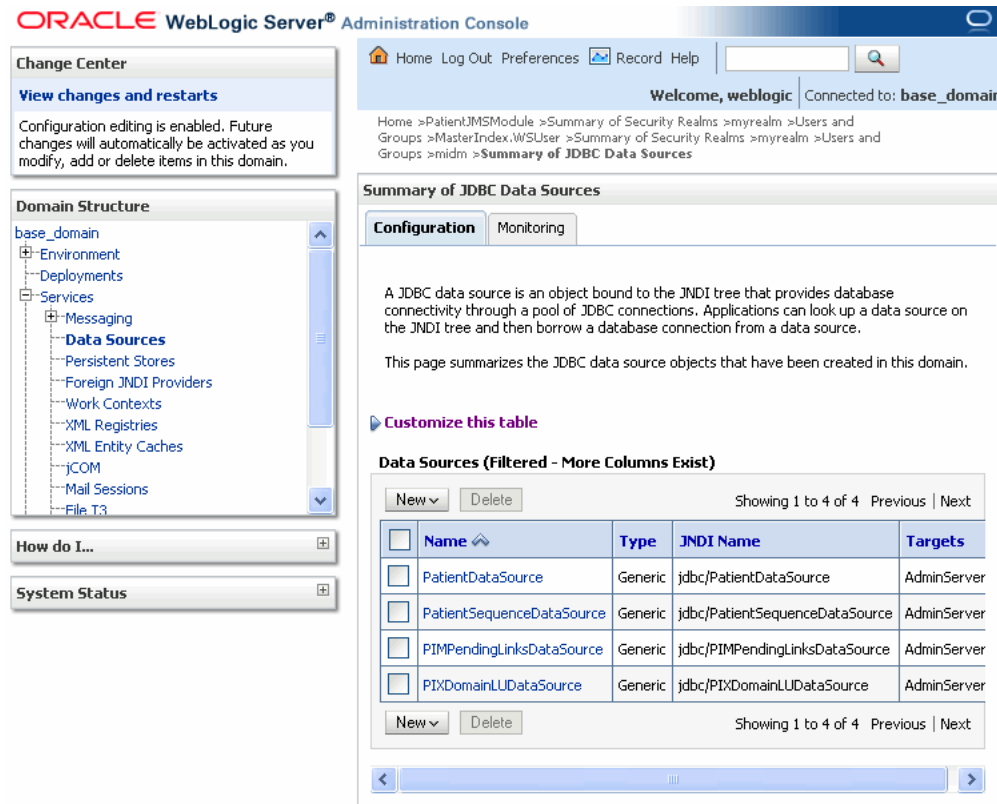 ORACLE WebLogic Server® Administration Console
Change Center
View changes and restarts
Configuration editing is enabled. Future
changes will automatically be activated as you
modify, add or delete items in this domain.
Domain Structure
base_domain
Environment
Deployments
Services
Messaging
Data Sources
Persistent Stores
Foreign JNDI Providers
Work Contexts
XML Registries
XML Entity Caches
jCOM
Mail Sessions
File T3
How do I...
System Status
Home Log Out Preferences Record Help
Welcome, weblogic Connected to: base_domain
Home >PatientJMSModule >Summary of Security Realms >myrealm >Users and
Groups >MasterIndex.WSUser >Summary of Security Realms >myrealm >Users and
Groups >midm >Summary of JDBC Data Sources
Summary of JDBC Data Sources
Configuration Monitoring
A JDBC data source is an object bound to the JNDI tree that provides database
connectivity through a pool of JDBC connections. Applications can look up a data source on
the JNDI tree and then borrow a database connection from a data source.
This page summarizes the JDBC data source objects that have been created in this domain.
Customize this table
Data Sources (Filtered - More Columns Exist)
New Delete Showing 1 to 4 of 4 Previous | Next
Name Type JNDI Name Targets
PatientDataSource Generic jdbc/PatientDataSource AdminServer
PatientSequenceDataSource Generic jdbc/PatientSequenceDataSource AdminServer
PIMPendingLinksDataSource Generic jdbc/PIMPendingLinksDataSource AdminServer
PIXDomainLUDataSource Generic jdbc/PIXDomainLUDataSource AdminServer
New Delete Showing 1 to 4 of 4 Previous | Next